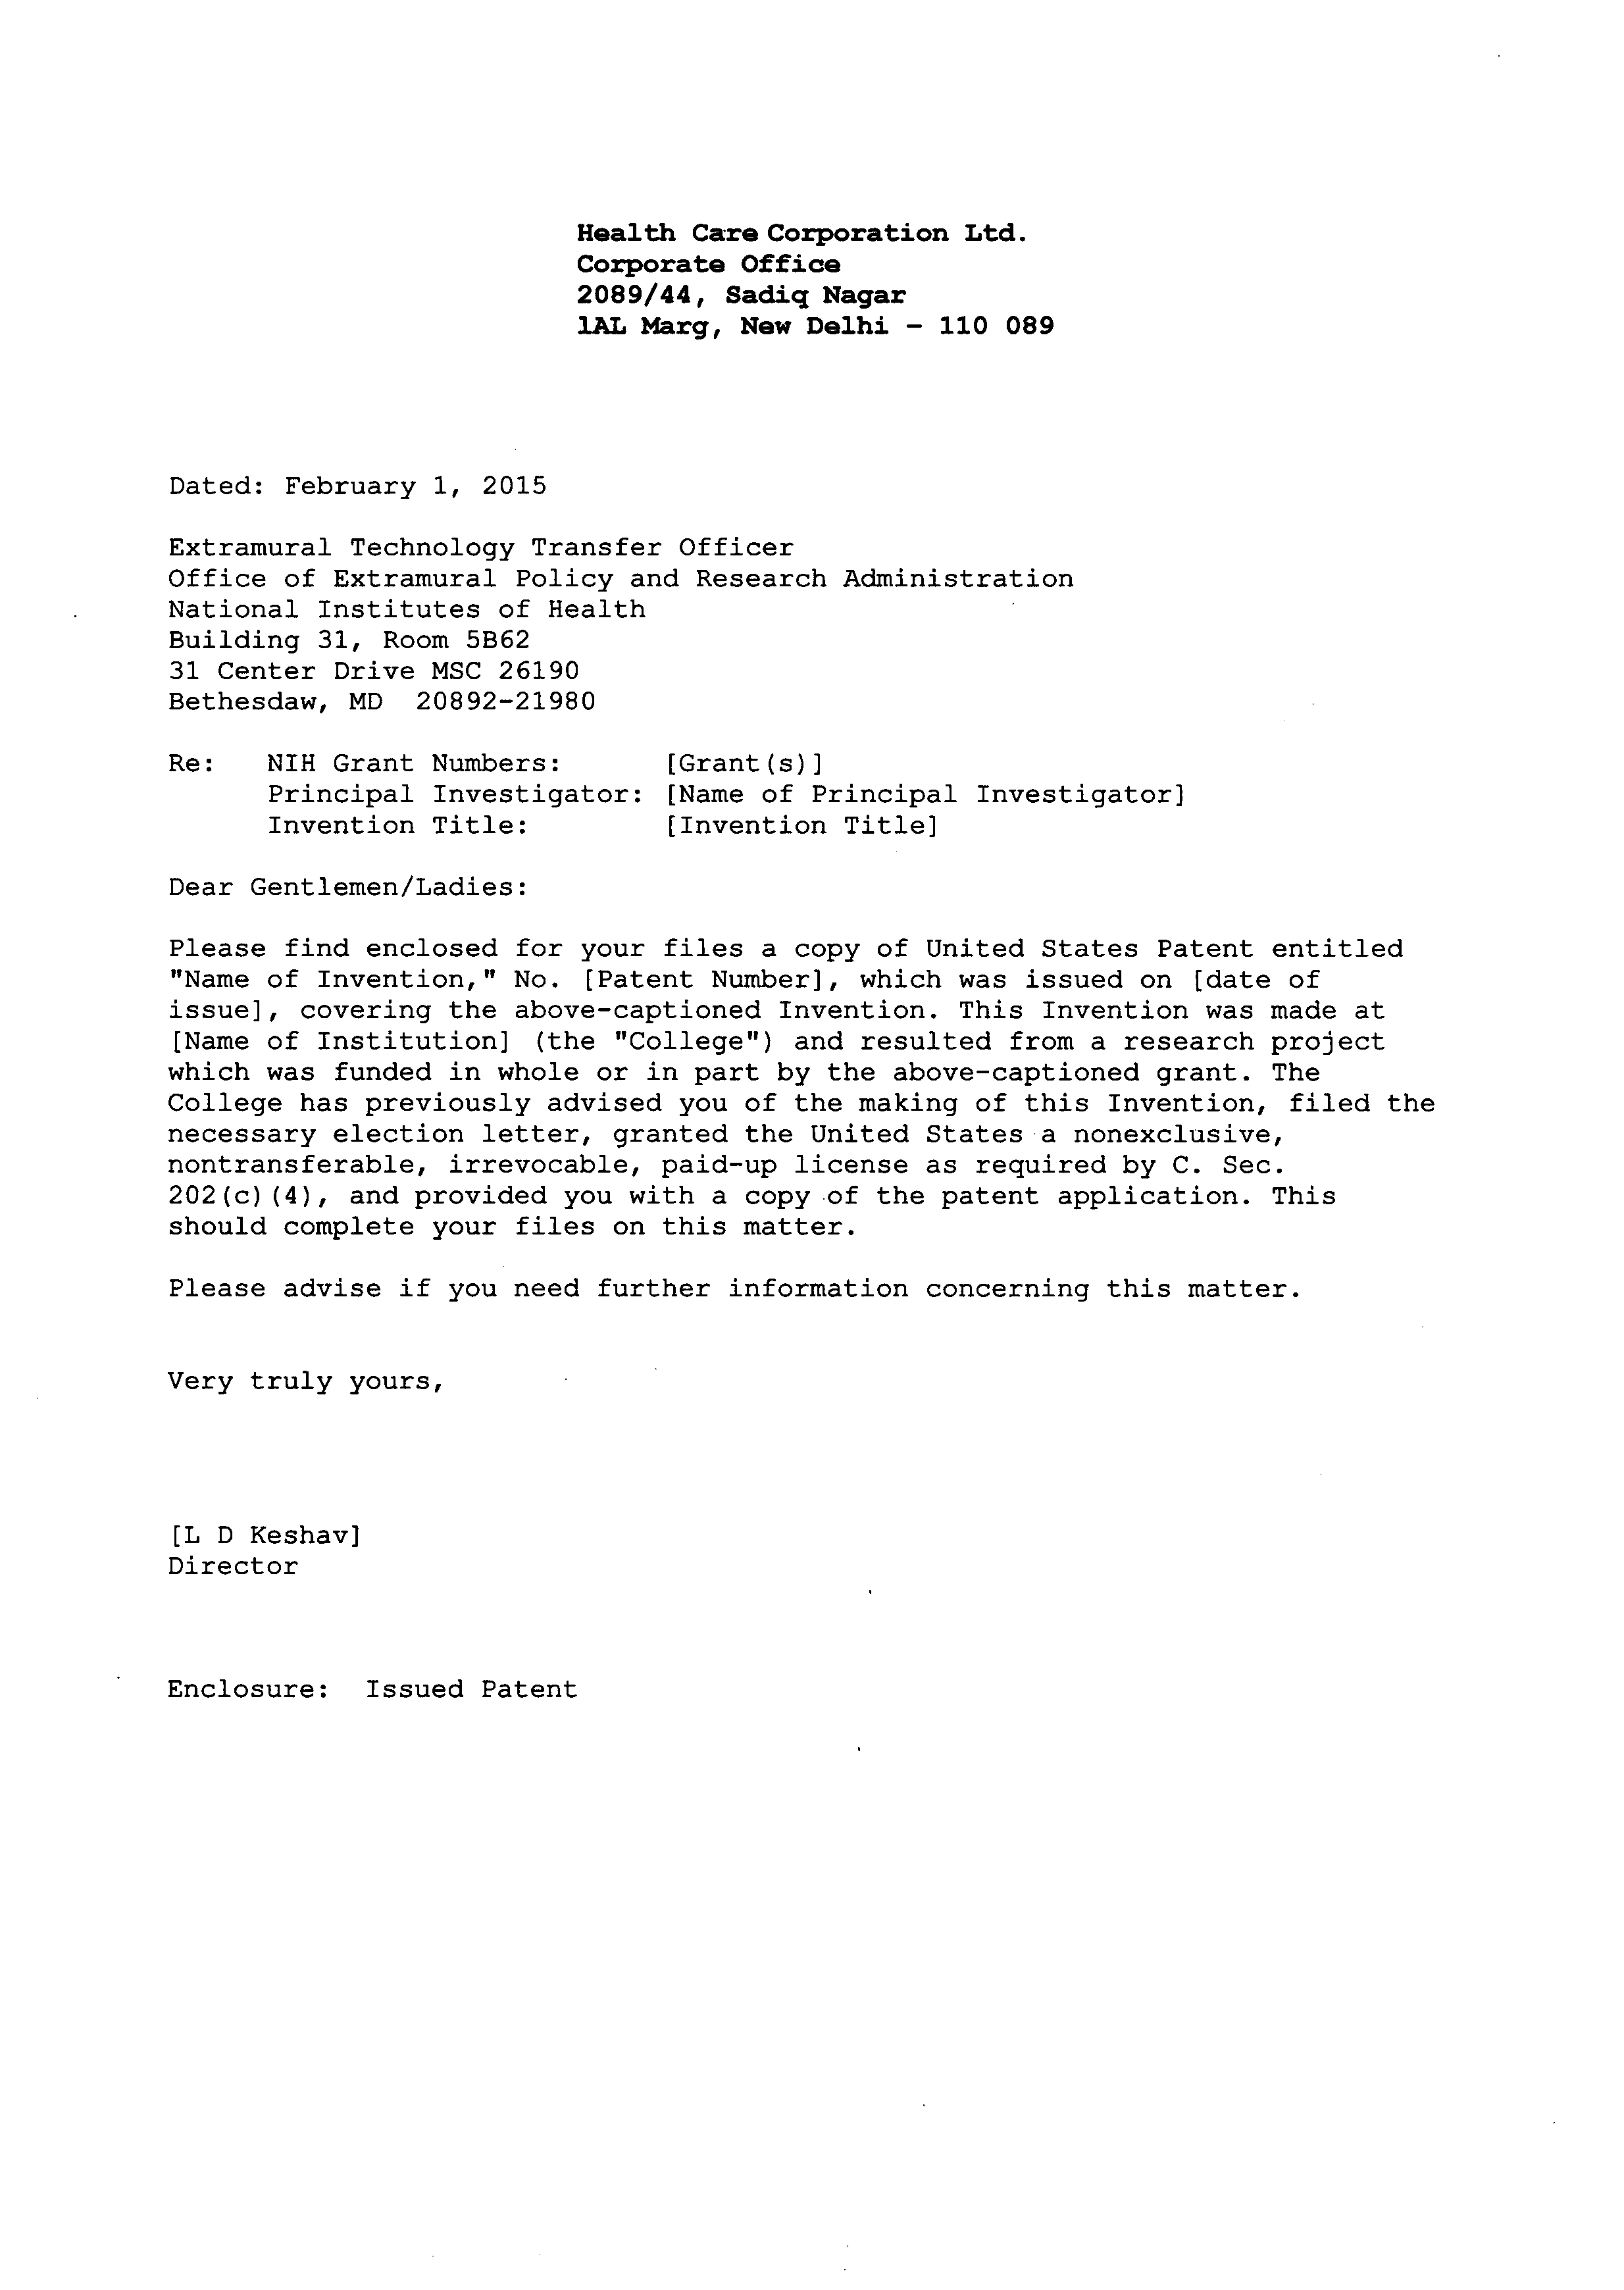 Health Care Corporation Ltd.
Corporate Office
2089/44, Sadiq Nagar
1AL Marg, New Delhi - 110 089
Dated: February 1, 2015
Extramural Technology Transfer Officer
Office of Extramural Policy and Research Administration
National Institutes of Health
Building 31, Room 5B62
31 Center Drive MSC 26190
Bethesdaw, MD  20892-21980
Re:   NIH Grant Numbers:      [Grant(s)]
Principal Investigator: [Name of Principal Investigator]
Invention Title:        [Invention Title]
Dear Gentlemen/Ladies:
Please find enclosed for your files a copy of United States Patent entitled
"Name of Invention," No. [Patent Number], which was issued on [date of
issue], covering the above-captioned Invention. This Invention was made at
[Name of Institution] (the "College") and resulted from a research project
which was funded in whole or in part by the above-captioned grant. The
College has previously advised you of the making of this Invention, filed the
necessary election letter, granted the United States a nonexclusive,
nontransferable, irrevocable, paid-up license as required by C. Sec.
202(c)(4), and provided you with a copy of the patent application. This
should complete your files on this matter.
Please advise if you need further information concerning this matter.
Very truly yours,
[L D Keshav]
Director
Enclosure:  Issued Patent